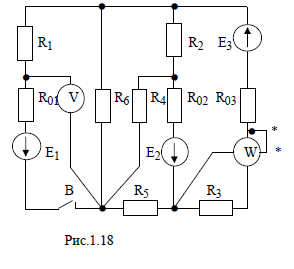 R1 R2 E3
R01 V R6 R4 R02 R03
*
E1 E2 W *
B R5 R3
Рис.1.18